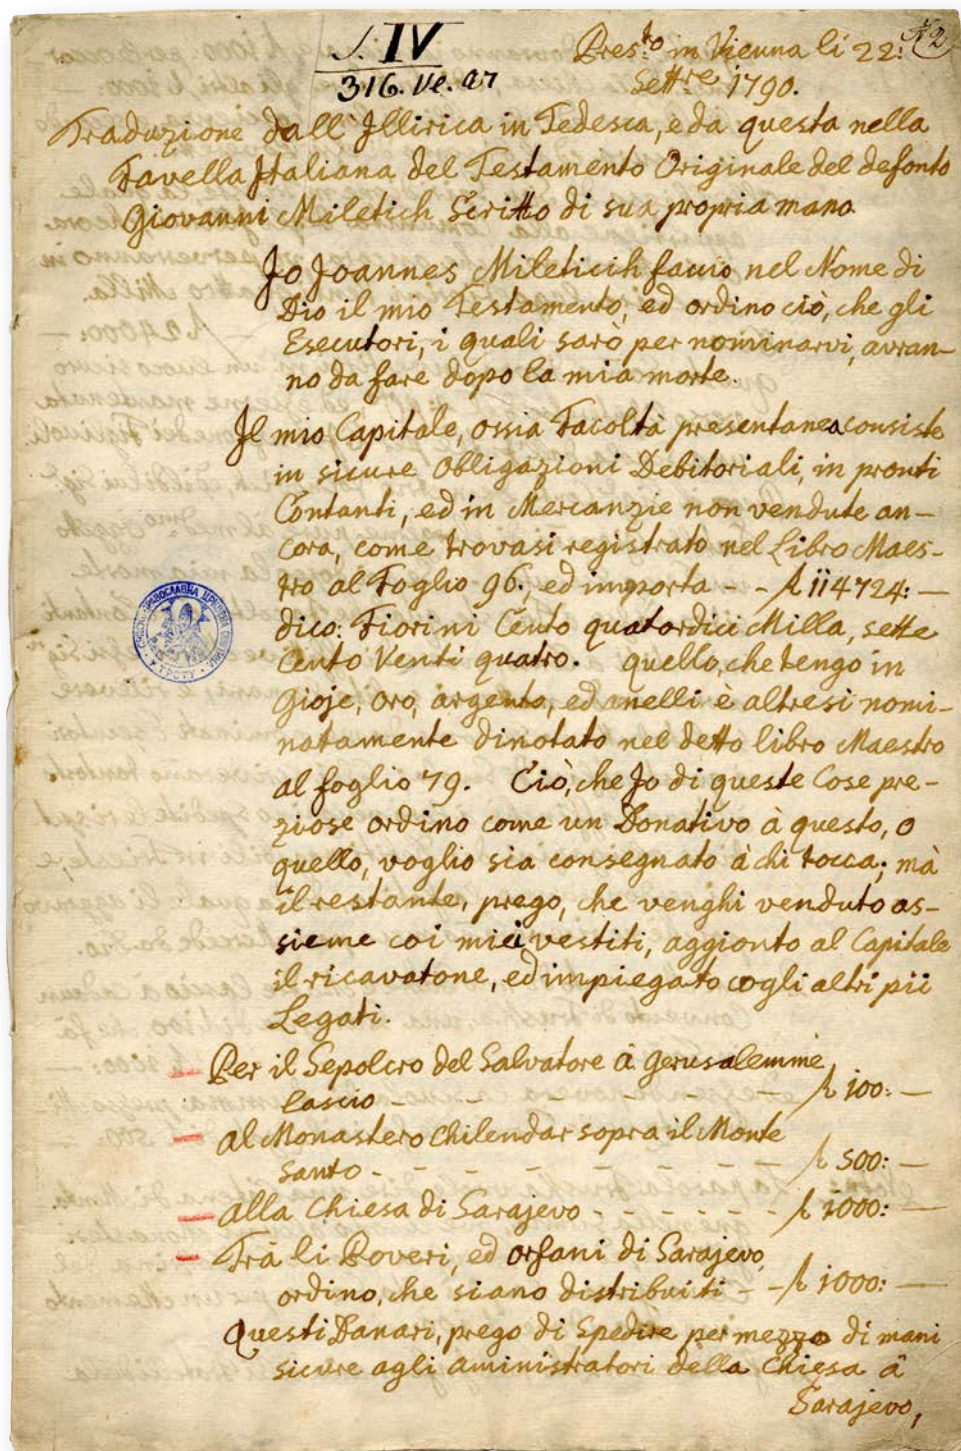 S. IV
316. Ve. a7
№ 2
Pres.to in Vienna li 22:
Settre 1790.
Traduzione dall'Illirica in Tedesca, e da questa nella
Favella Italiana del Testamento Originale del defonto
Giovanni Miletich Scritto di sua propria mano
Io Joannes Mileticih faccio nel Nome di
Dio il mio Testamento, ed ordino ciò, che gli
Esecutori, i quali sarò per nominarvi, avran-
no da fare dopo la mia morte.
Il mio Capitale, ossia Facoltà presentanea consiste
in sicure Obligazioni Debitoriali, in pronti
Contanti, ed in Mercanzie non vendute an-
cora, come trovasi registrato nel Libro Maes-
tro al Foglio 96., ed importa - - f 114724: —
dico: Fiorini Cento quatordici Milla, sette
Cento Venti quatro. quello, che tengo in
Gioje, oro, argento, ed anelli è altresi nomi-
natamente dinotato nel detto libro Maestro
al foglio 79. Ciò, che Io di queste Cose pre-
ziose ordino come un Donativo à questo, o
quello, voglio sia consegnato à chi tocca; mà
il restante, prego, che venghi venduto as-
sieme coi miei vestiti, aggionto al Capitale
il ricavatone, ed impiegato cogli altri pii
Legati.
Per il Sepolcro del Salvatore à Gerusalemme
lascio - - - - - - f 100: —
al Monastero Chilendar sopra il Monte
Santo - - - - - - - f 500: —
alla Chiesa di Sarajevo - - - - - - f 1000: —
Trà li Poveri, ed orfani di Sarajevo,
ordino, che siano distribuiti - - f 1000: —
Questi Danari, prego di Spedire per mezzo di mani
sicure agli aministratori della Chiesa â
Sarajevo,